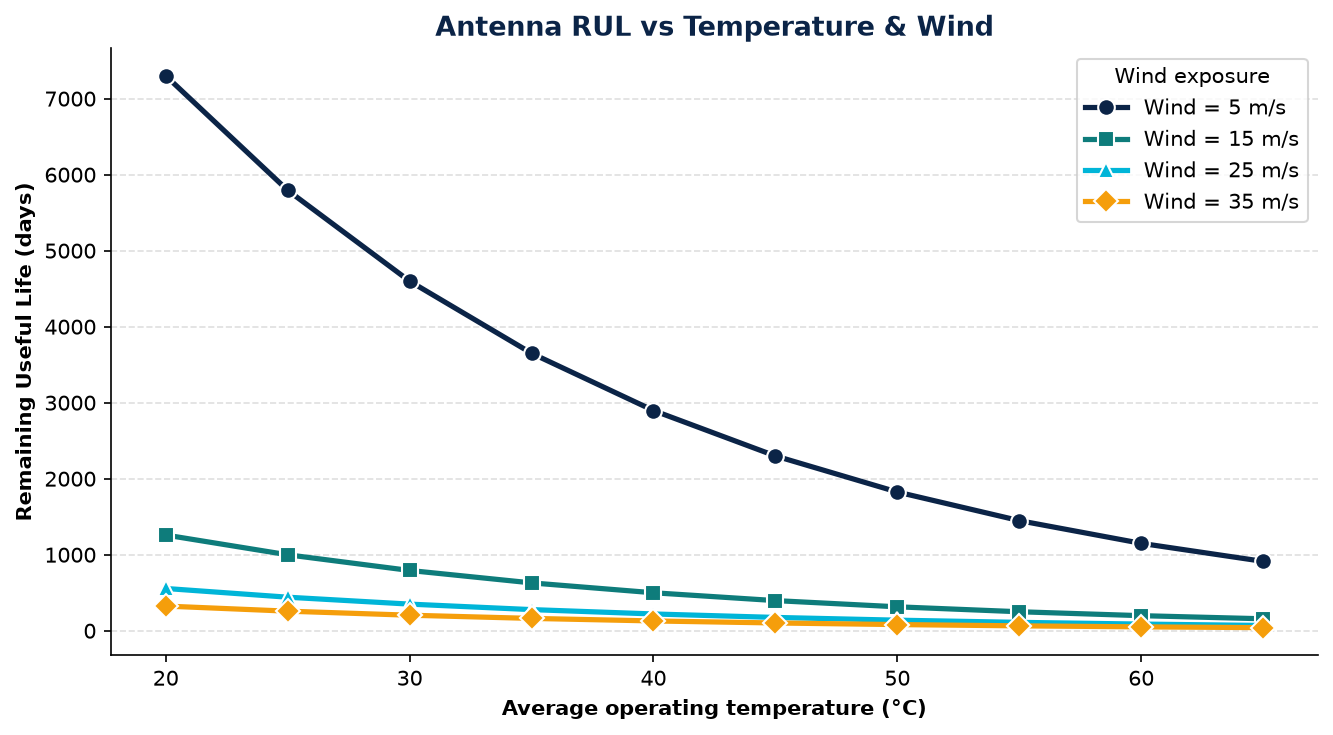 Antenna RUL vs Temperature & Wind
Wind exposure
Wind = 5 m/s
Wind = 15 m/s
Wind = 25 m/s
Wind = 35 m/s
Remaining Useful Life (days)
7000
6000
5000
4000
3000
2000
1000
0
20 30 40 50 60
Average operating temperature (°C)